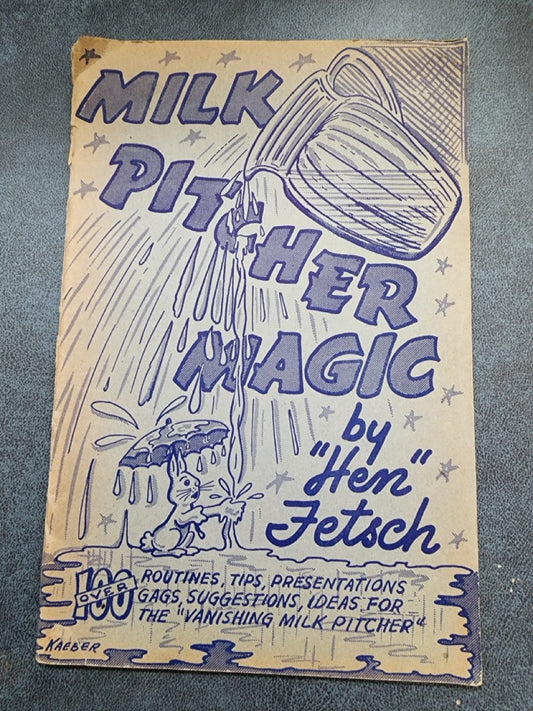 MILK
PITCHER
MAGIC
by
"Hen"
Fetsch
OVER 100
ROUTINES, TIPS, PRESENTATIONS
GAGS, SUGGESTIONS, IDEAS FOR
THE "VANISHING MILK PITCHER"
KAEBER